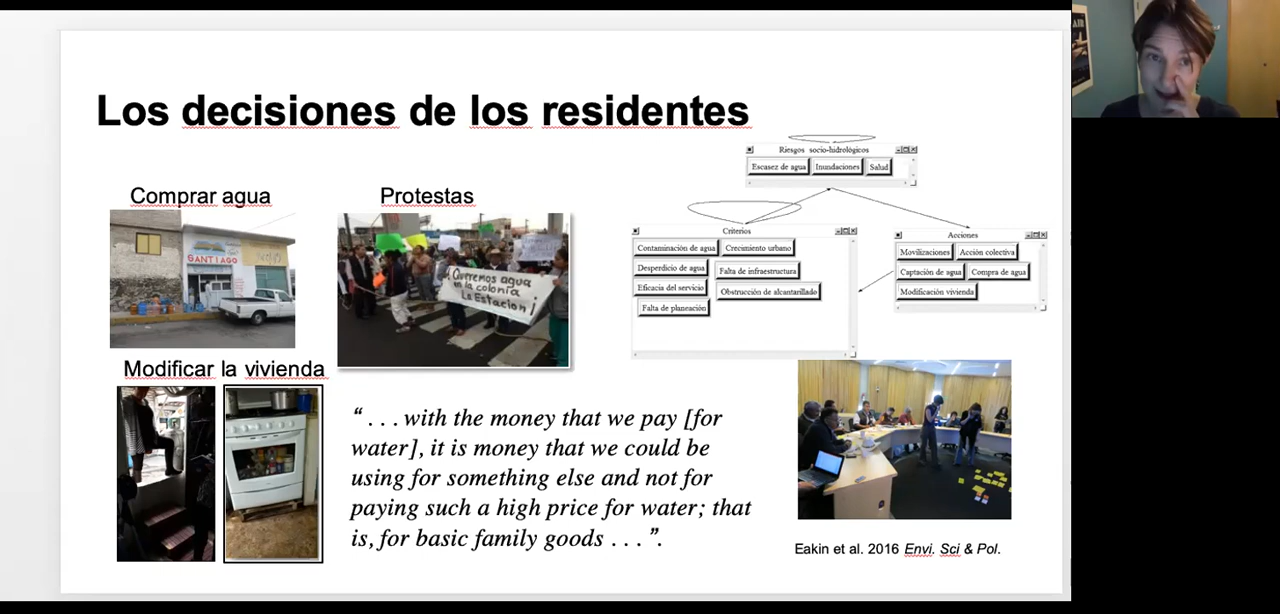 Los decisiones de los residentes
Comprar agua
SANTIAGO
Protestas
¡Queremos agua
en la colonia
La Estacion!
Riesgos socio-hidrológicos
Escasez de agua
Inundaciones
Salud
Criterios
Contaminación de agua
Crecimiento urbano
Desperdicio de agua
Falta de infraestructura
Eficacia del servicio
Obstrucción de alcantarillado
Falta de planeación
Acciones
Movilizaciones
Acción colectiva
Captación de agua
Compra de agua
Modificación vivienda
Modificar la vivienda
“ . . . with the money that we pay [for
water], it is money that we could be
using for something else and not for
paying such a high price for water; that
is, for basic family goods . . . ”.
Eakin et al. 2016 Envi. Sci & Pol.